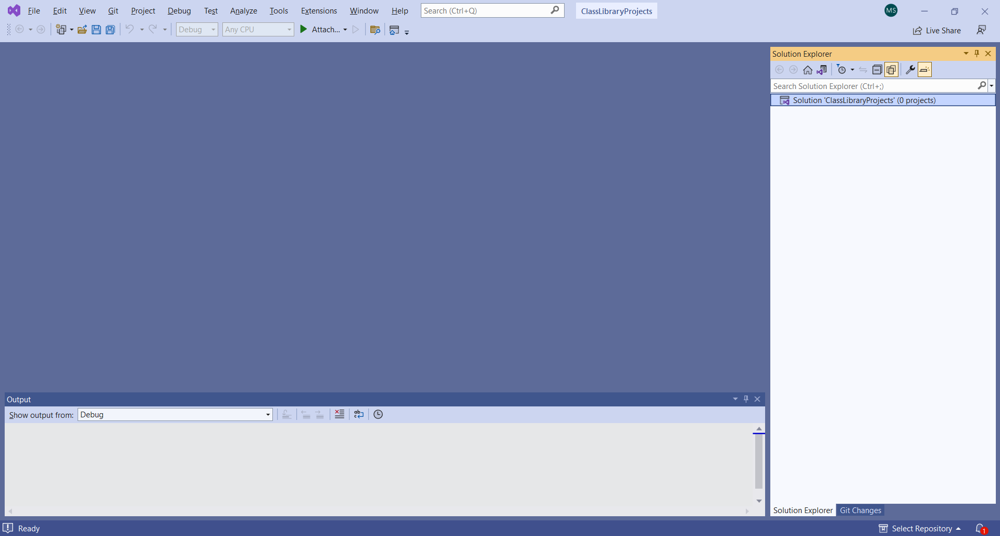 File Edit View Git Project Debug Test Analyze Tools Extensions Window Help Search (Ctrl+Q) ClassLibraryProjects MS
Debug Any CPU Attach... Live Share
Solution Explorer
Search Solution Explorer (Ctrl+;)
Solution 'ClassLibraryProjects' (0 projects)
Output
Show output from: Debug
Solution Explorer Git Changes
Ready Select Repository 1